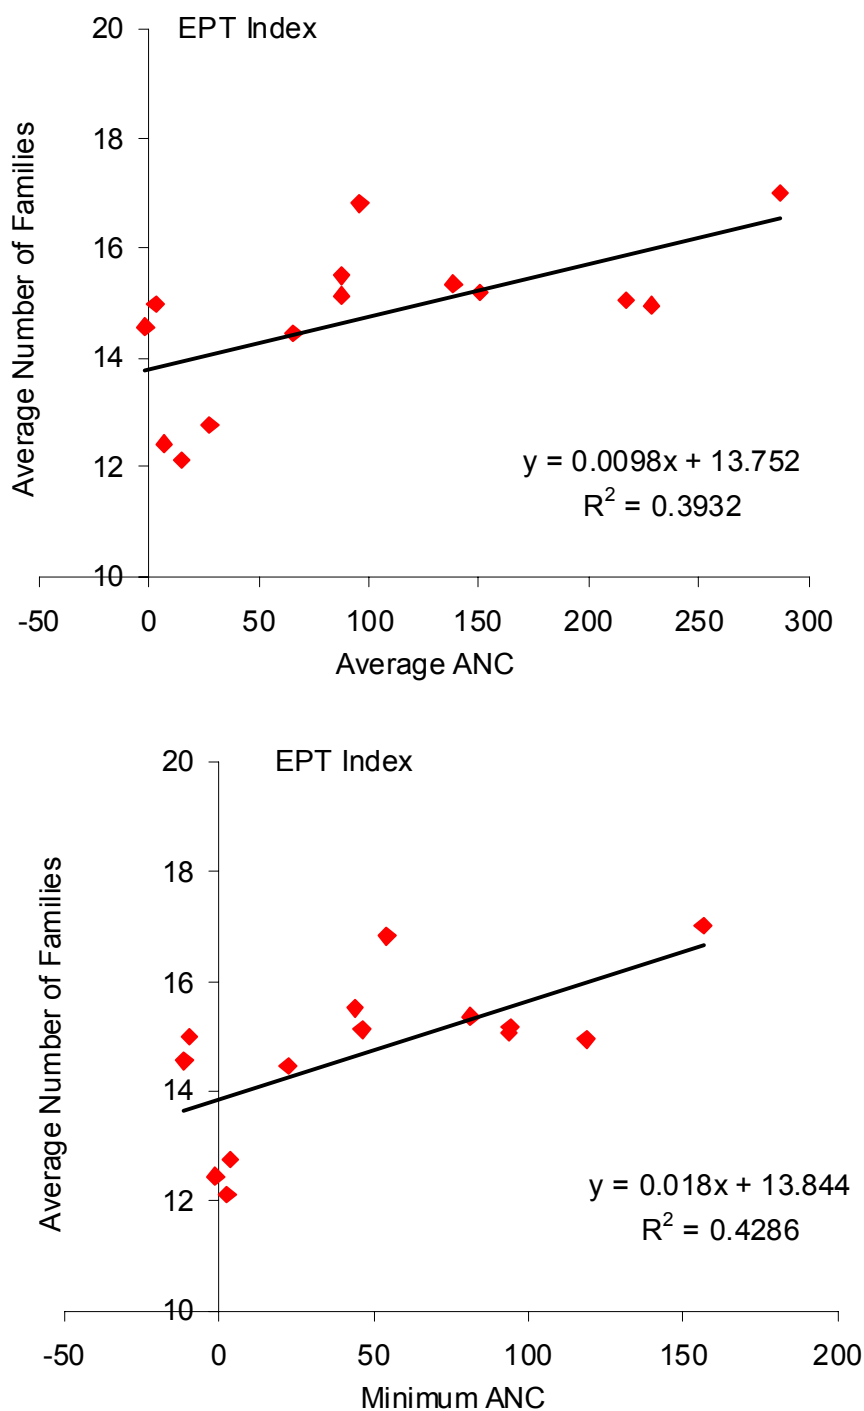 EPT Index
20
18
16
14
12
10
Average Number of Families
y = 0.0098x + 13.752
R² = 0.3932
-50 0 50 100 150 200 250 300
Average ANC
EPT Index
20
18
16
14
12
10
Average Number of Families
y = 0.018x + 13.844
R² = 0.4286
-50 0 50 100 150 200
Minimum ANC